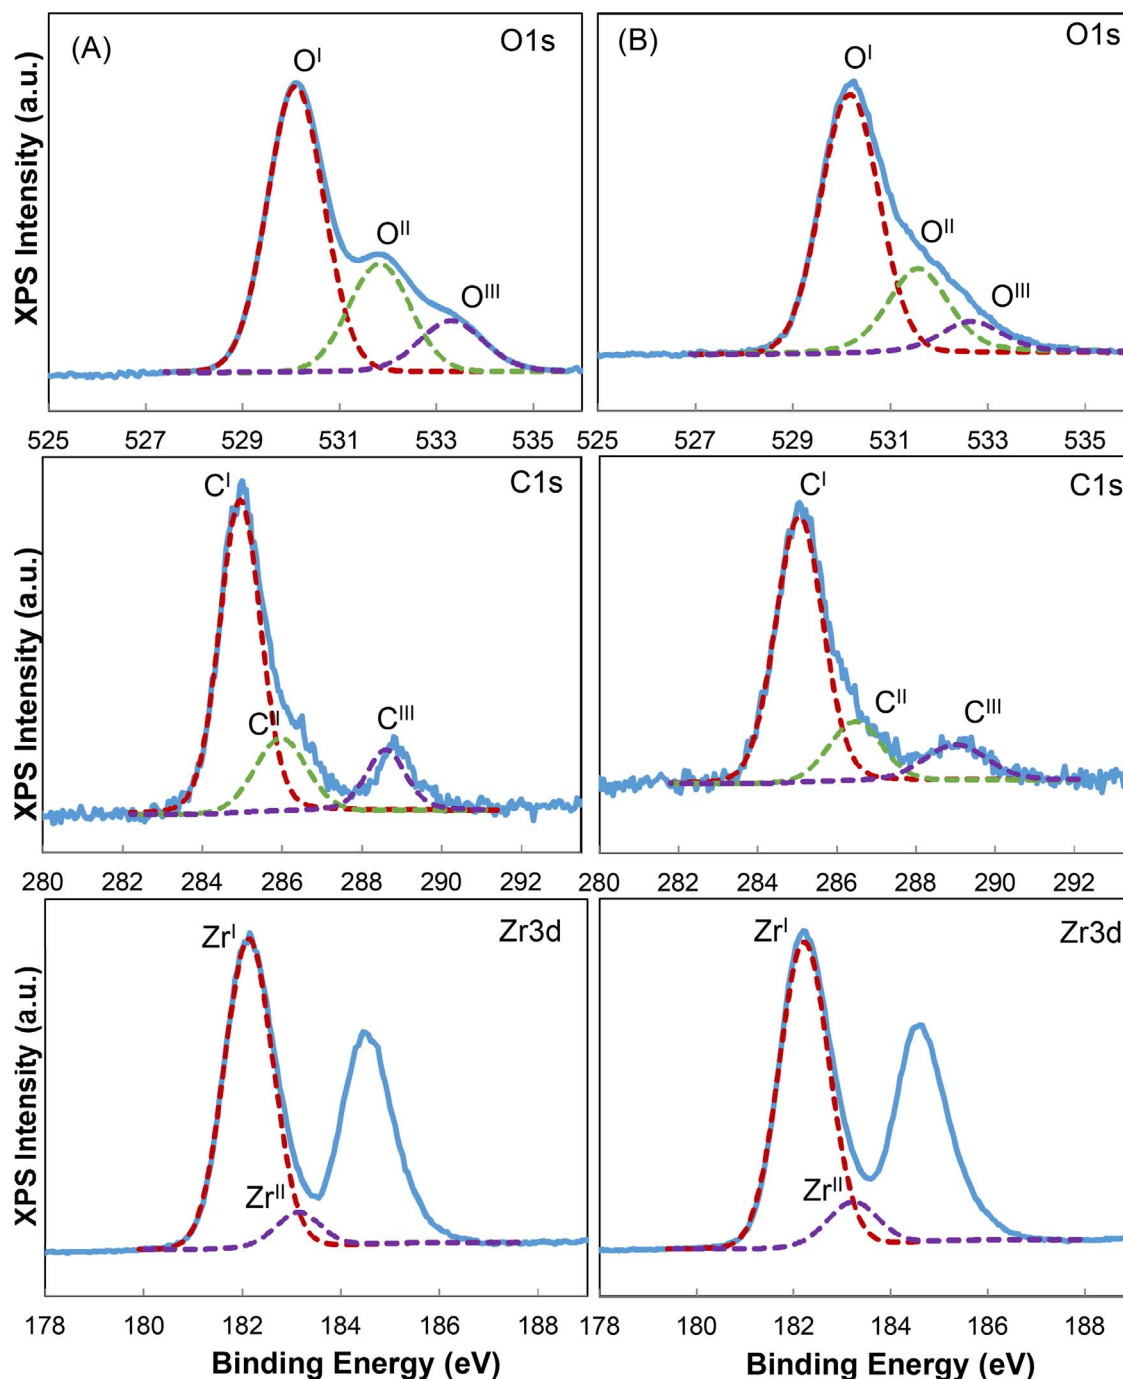 (A)
O1s
O^I
O^II
O^III
XPS Intensity (a.u.)
525 527 529 531 533 535
(B)
O1s
O^I
O^II
O^III
525 527 529 531 533 535
C1s
C^I
C^II
C^III
XPS Intensity (a.u.)
280 282 284 286 288 290 292
C1s
C^I
C^II
C^III
280 282 284 286 288 290 292
Zr3d
Zr^I
Zr^II
XPS Intensity (a.u.)
178 180 182 184 186 188
Binding Energy (eV)
Zr3d
Zr^I
Zr^II
178 180 182 184 186 188
Binding Energy (eV)